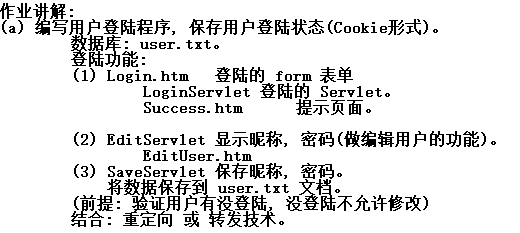 作业讲解:
(a) 编写用户登陆程序, 保存用户登陆状态(Cookie形式)。
数据库: user.txt。
登陆功能:
(1) Login.htm 登陆的 form 表单
LoginServlet 登陆的 Servlet。
Success.htm 提示页面。
(2) EditServlet 显示昵称, 密码(做编辑用户的功能)。
EditUser.htm
(3) SaveServlet 保存昵称, 密码。
将数据保存到 user.txt 文档。
(前提: 验证用户有没登陆, 没登陆不允许修改)
结合: 重定向 或 转发技术。